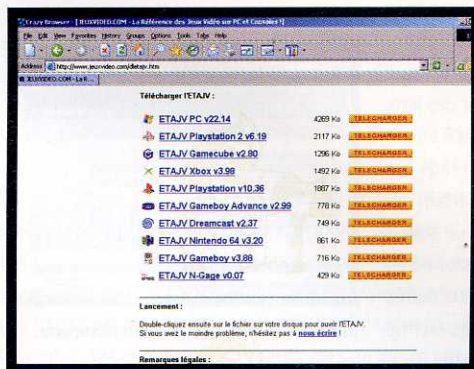 Crazy Browser - [JEUXVIDEO.COM - La Référence des Jeux Vidéo sur PC et Consoles !]
File Edit View Favorites History Groups Options Tools Tabs Help
Address http://www.jeuxvideo.com/dletajv.htm
JEUXVIDEO.COM - La R...
Télécharger l'ETAJV :
ETAJV PC v22.14 4269 Ko TELECHARGER
ETAJV Playstation 2 v6.19 2117 Ko TELECHARGER
ETAJV Gamecube v2.80 1296 Ko TELECHARGER
ETAJV Xbox v3.99 1492 Ko TELECHARGER
ETAJV Playstation v10.36 1887 Ko TELECHARGER
ETAJV Gameboy Advance v2.99 778 Ko TELECHARGER
ETAJV Dreamcast v2.37 749 Ko TELECHARGER
ETAJV Nintendo 64 v3.20 861 Ko TELECHARGER
ETAJV Gameboy v3.88 716 Ko TELECHARGER
ETAJV N-Gage v0.07 429 Ko TELECHARGER
Lancement :
Double-cliquez ensuite sur le fichier sur votre disque pour ouvrir l'ETAJV.
Si vous avez le moindre problème, n'hésitez pas à nous écrire !
Remarques légales :